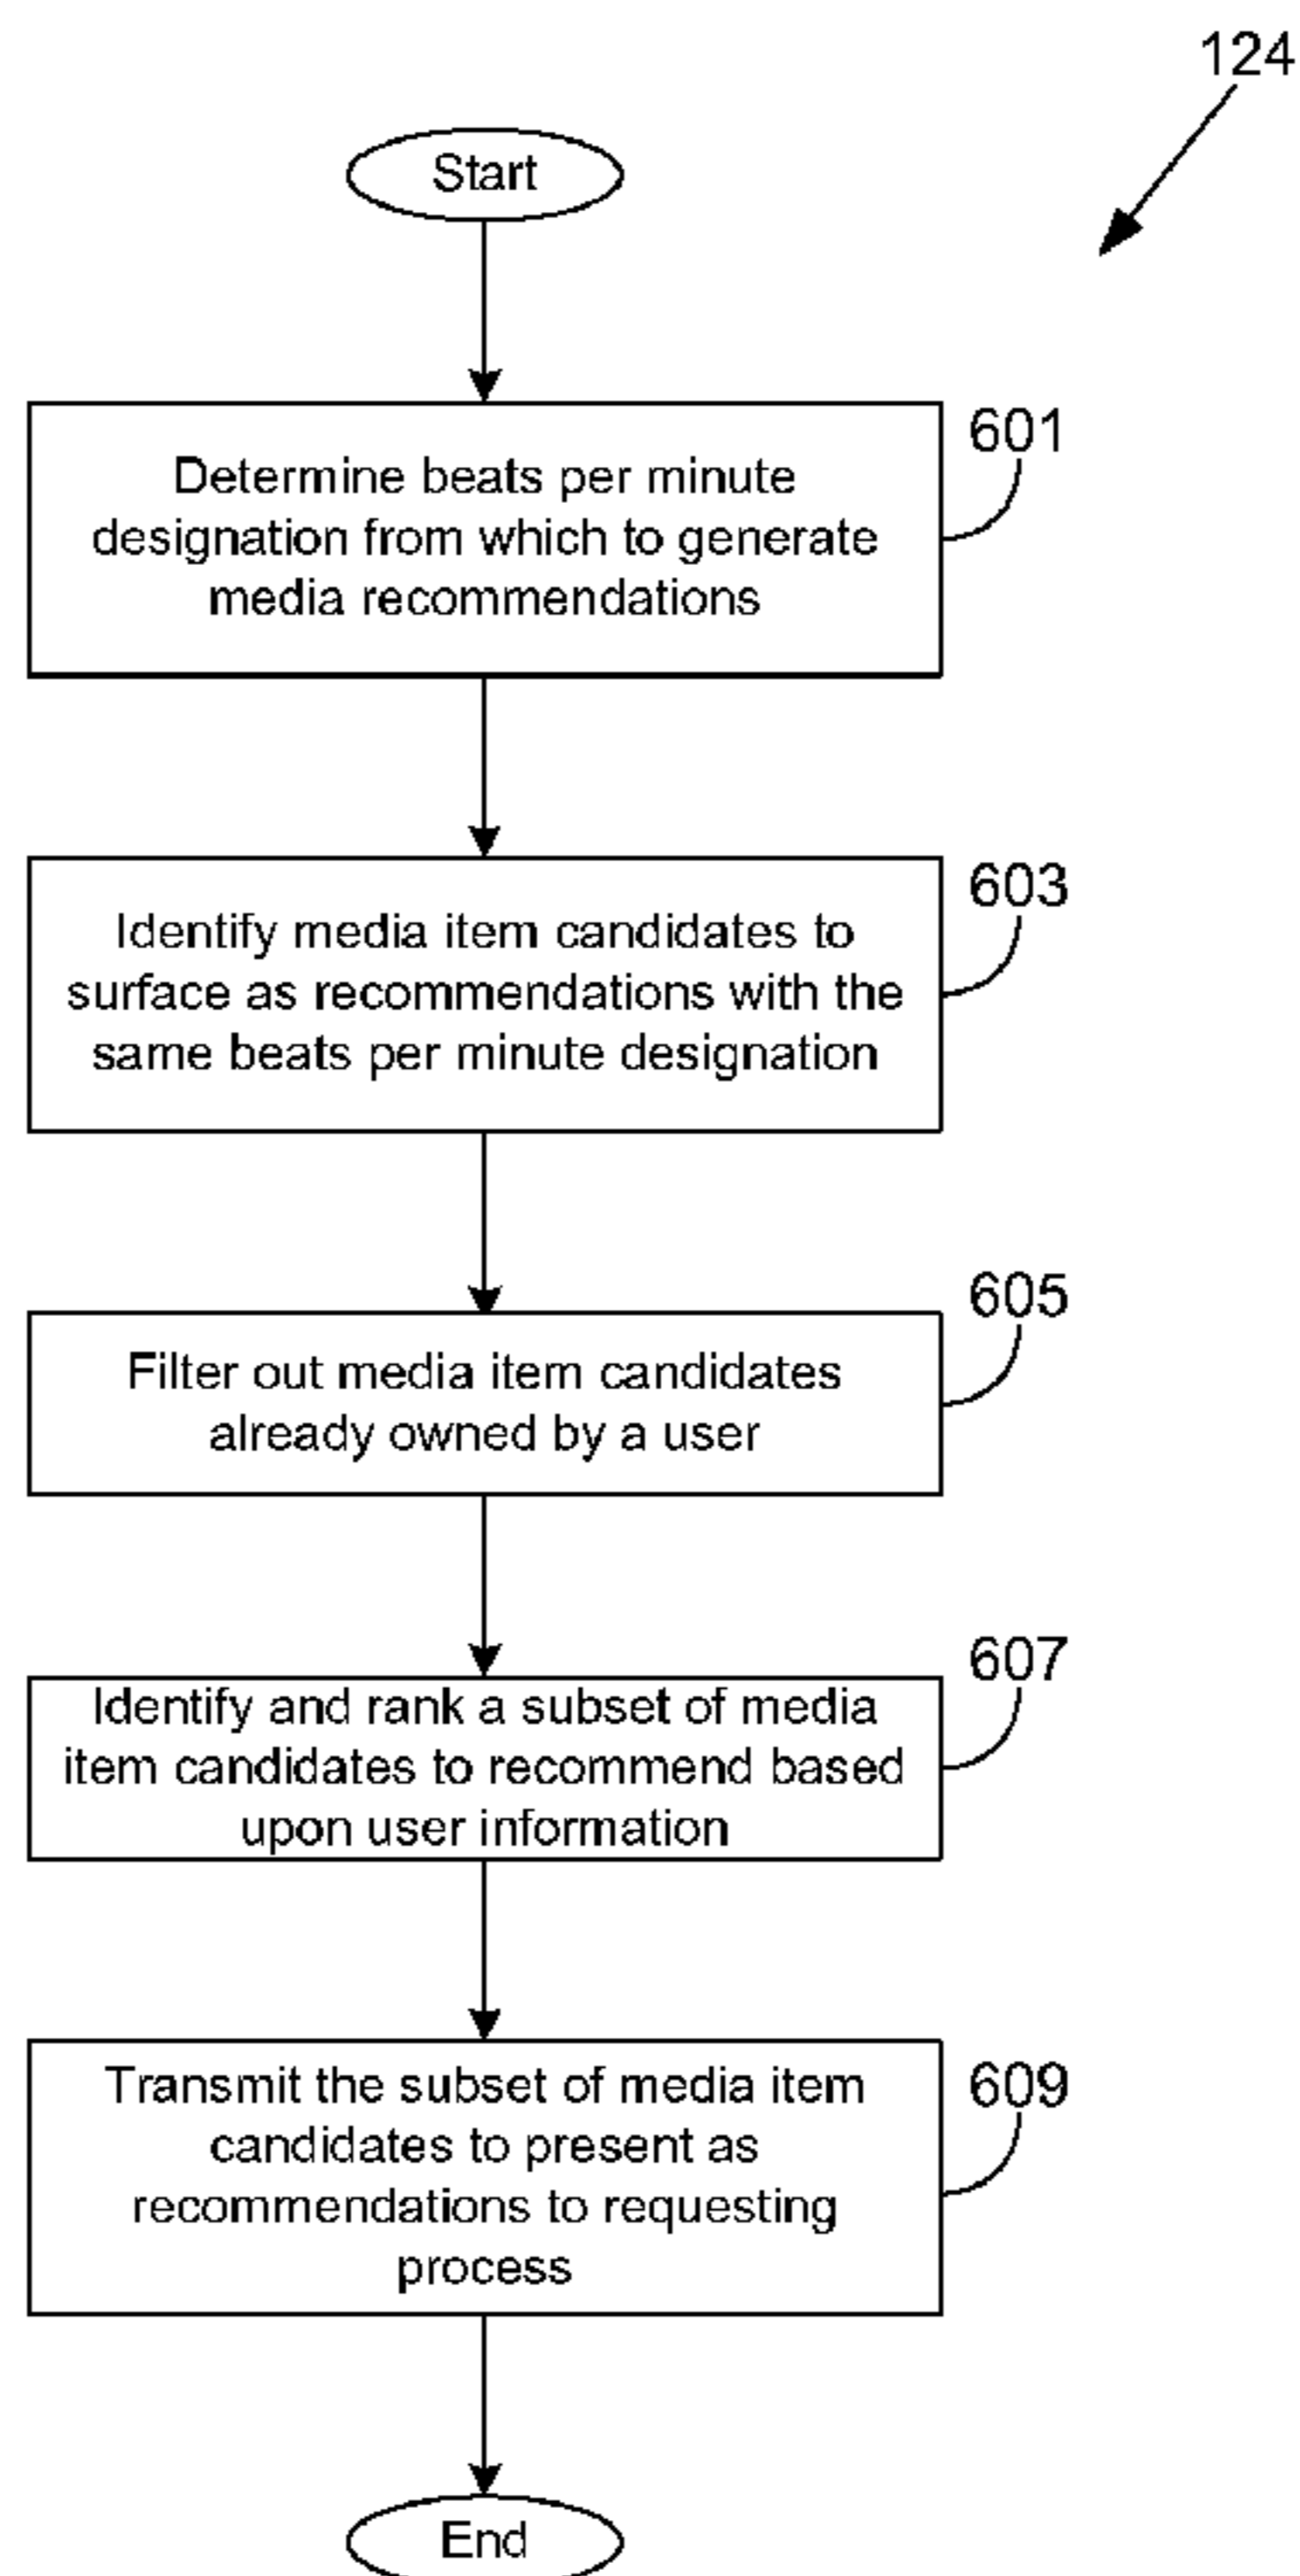 124
Start
601
Determine beats per minute
designation from which to generate
media recommendations
603
Identify media item candidates to
surface as recommendations with the
same beats per minute designation
605
Filter out media item candidates
already owned by a user
607
Identify and rank a subset of media
item candidates to recommend based
upon user information
609
Transmit the subset of media item
candidates to present as
recommendations to requesting
process
End